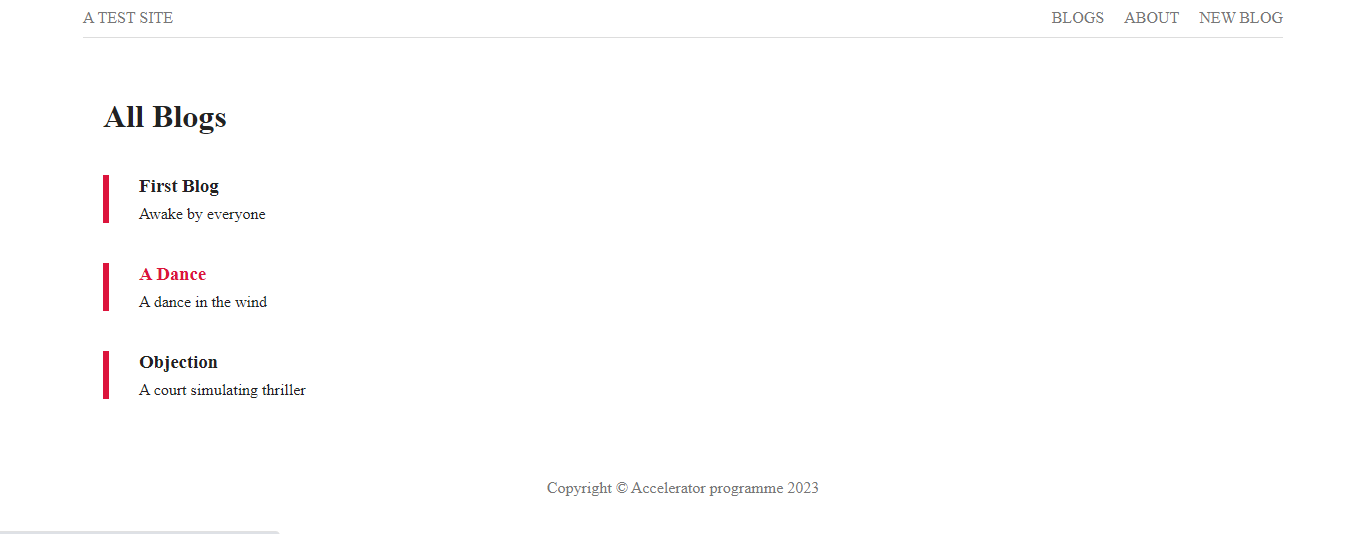 A TEST SITE BLOGS ABOUT NEW BLOG
All Blogs
First Blog
Awake by everyone
A Dance
A dance in the wind
Objection
A court simulating thriller
Copyright © Accelerator programme 2023